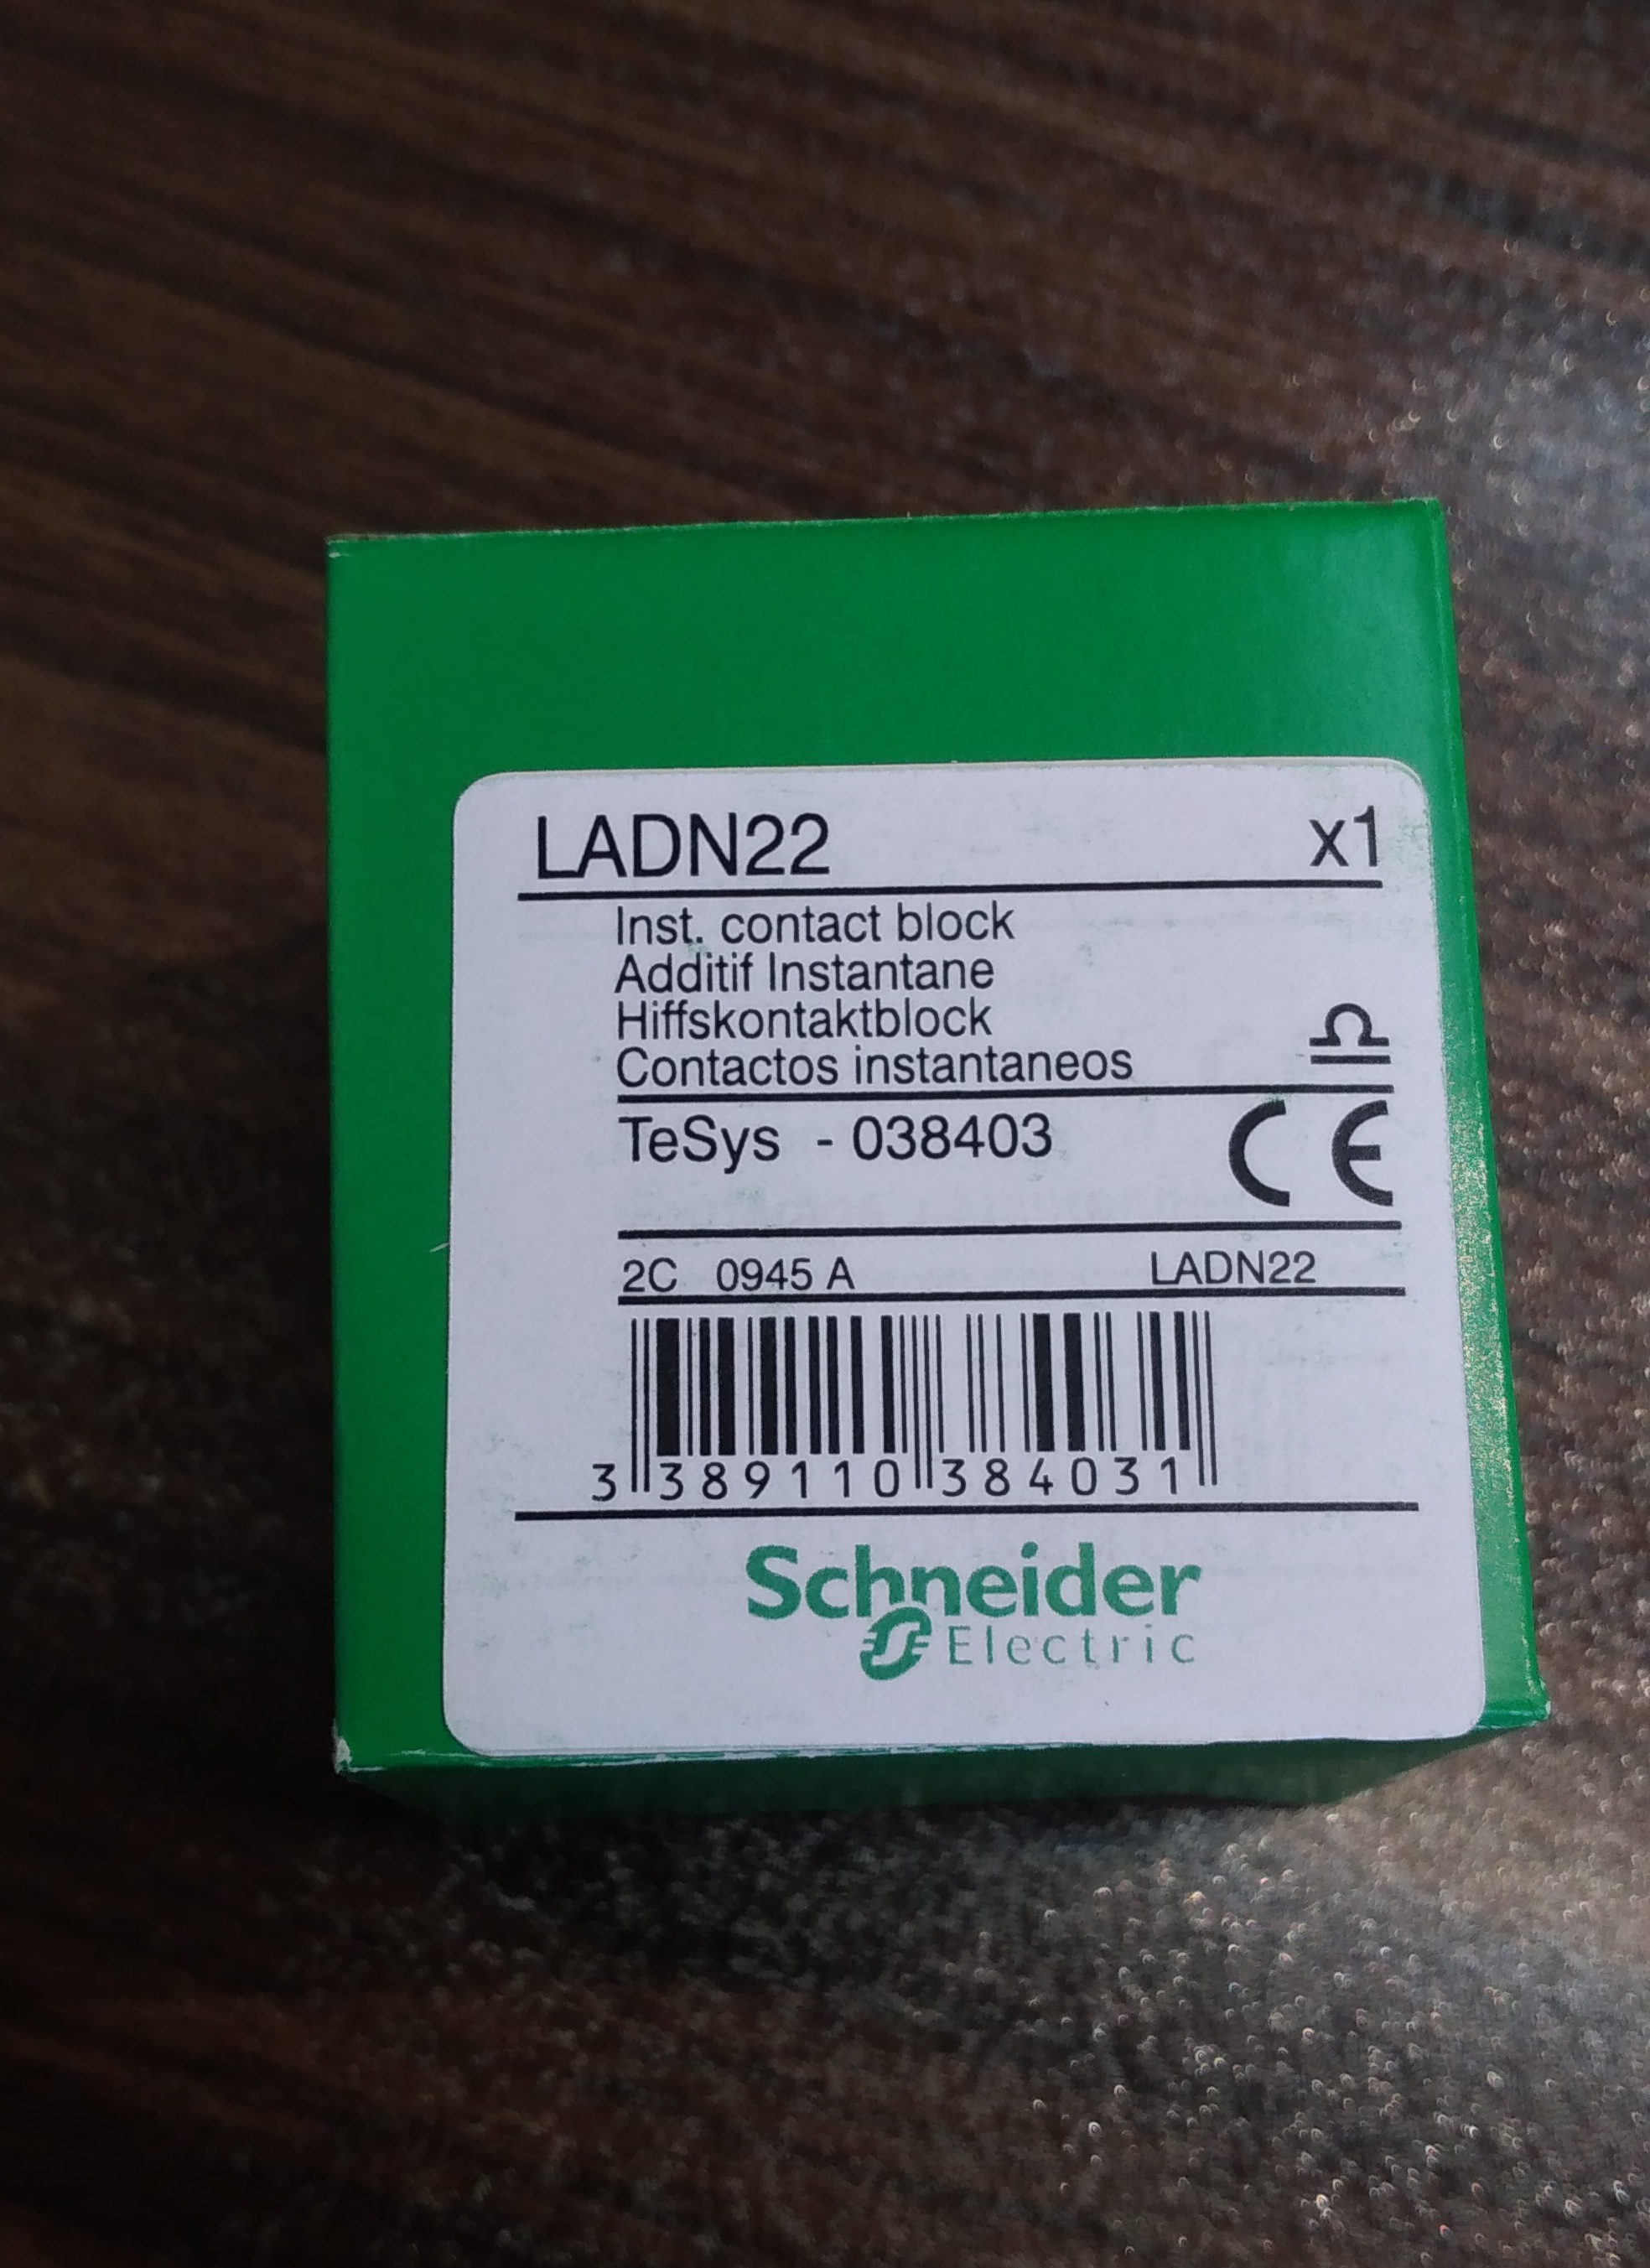 LADN22 x1
Inst. contact block
Additif Instantane
Hiffskontaktblock
Contactos instantaneos
TeSys - 038403
CE
2C 0945 A LADN22
3 389110 384031
Schneider
Electric